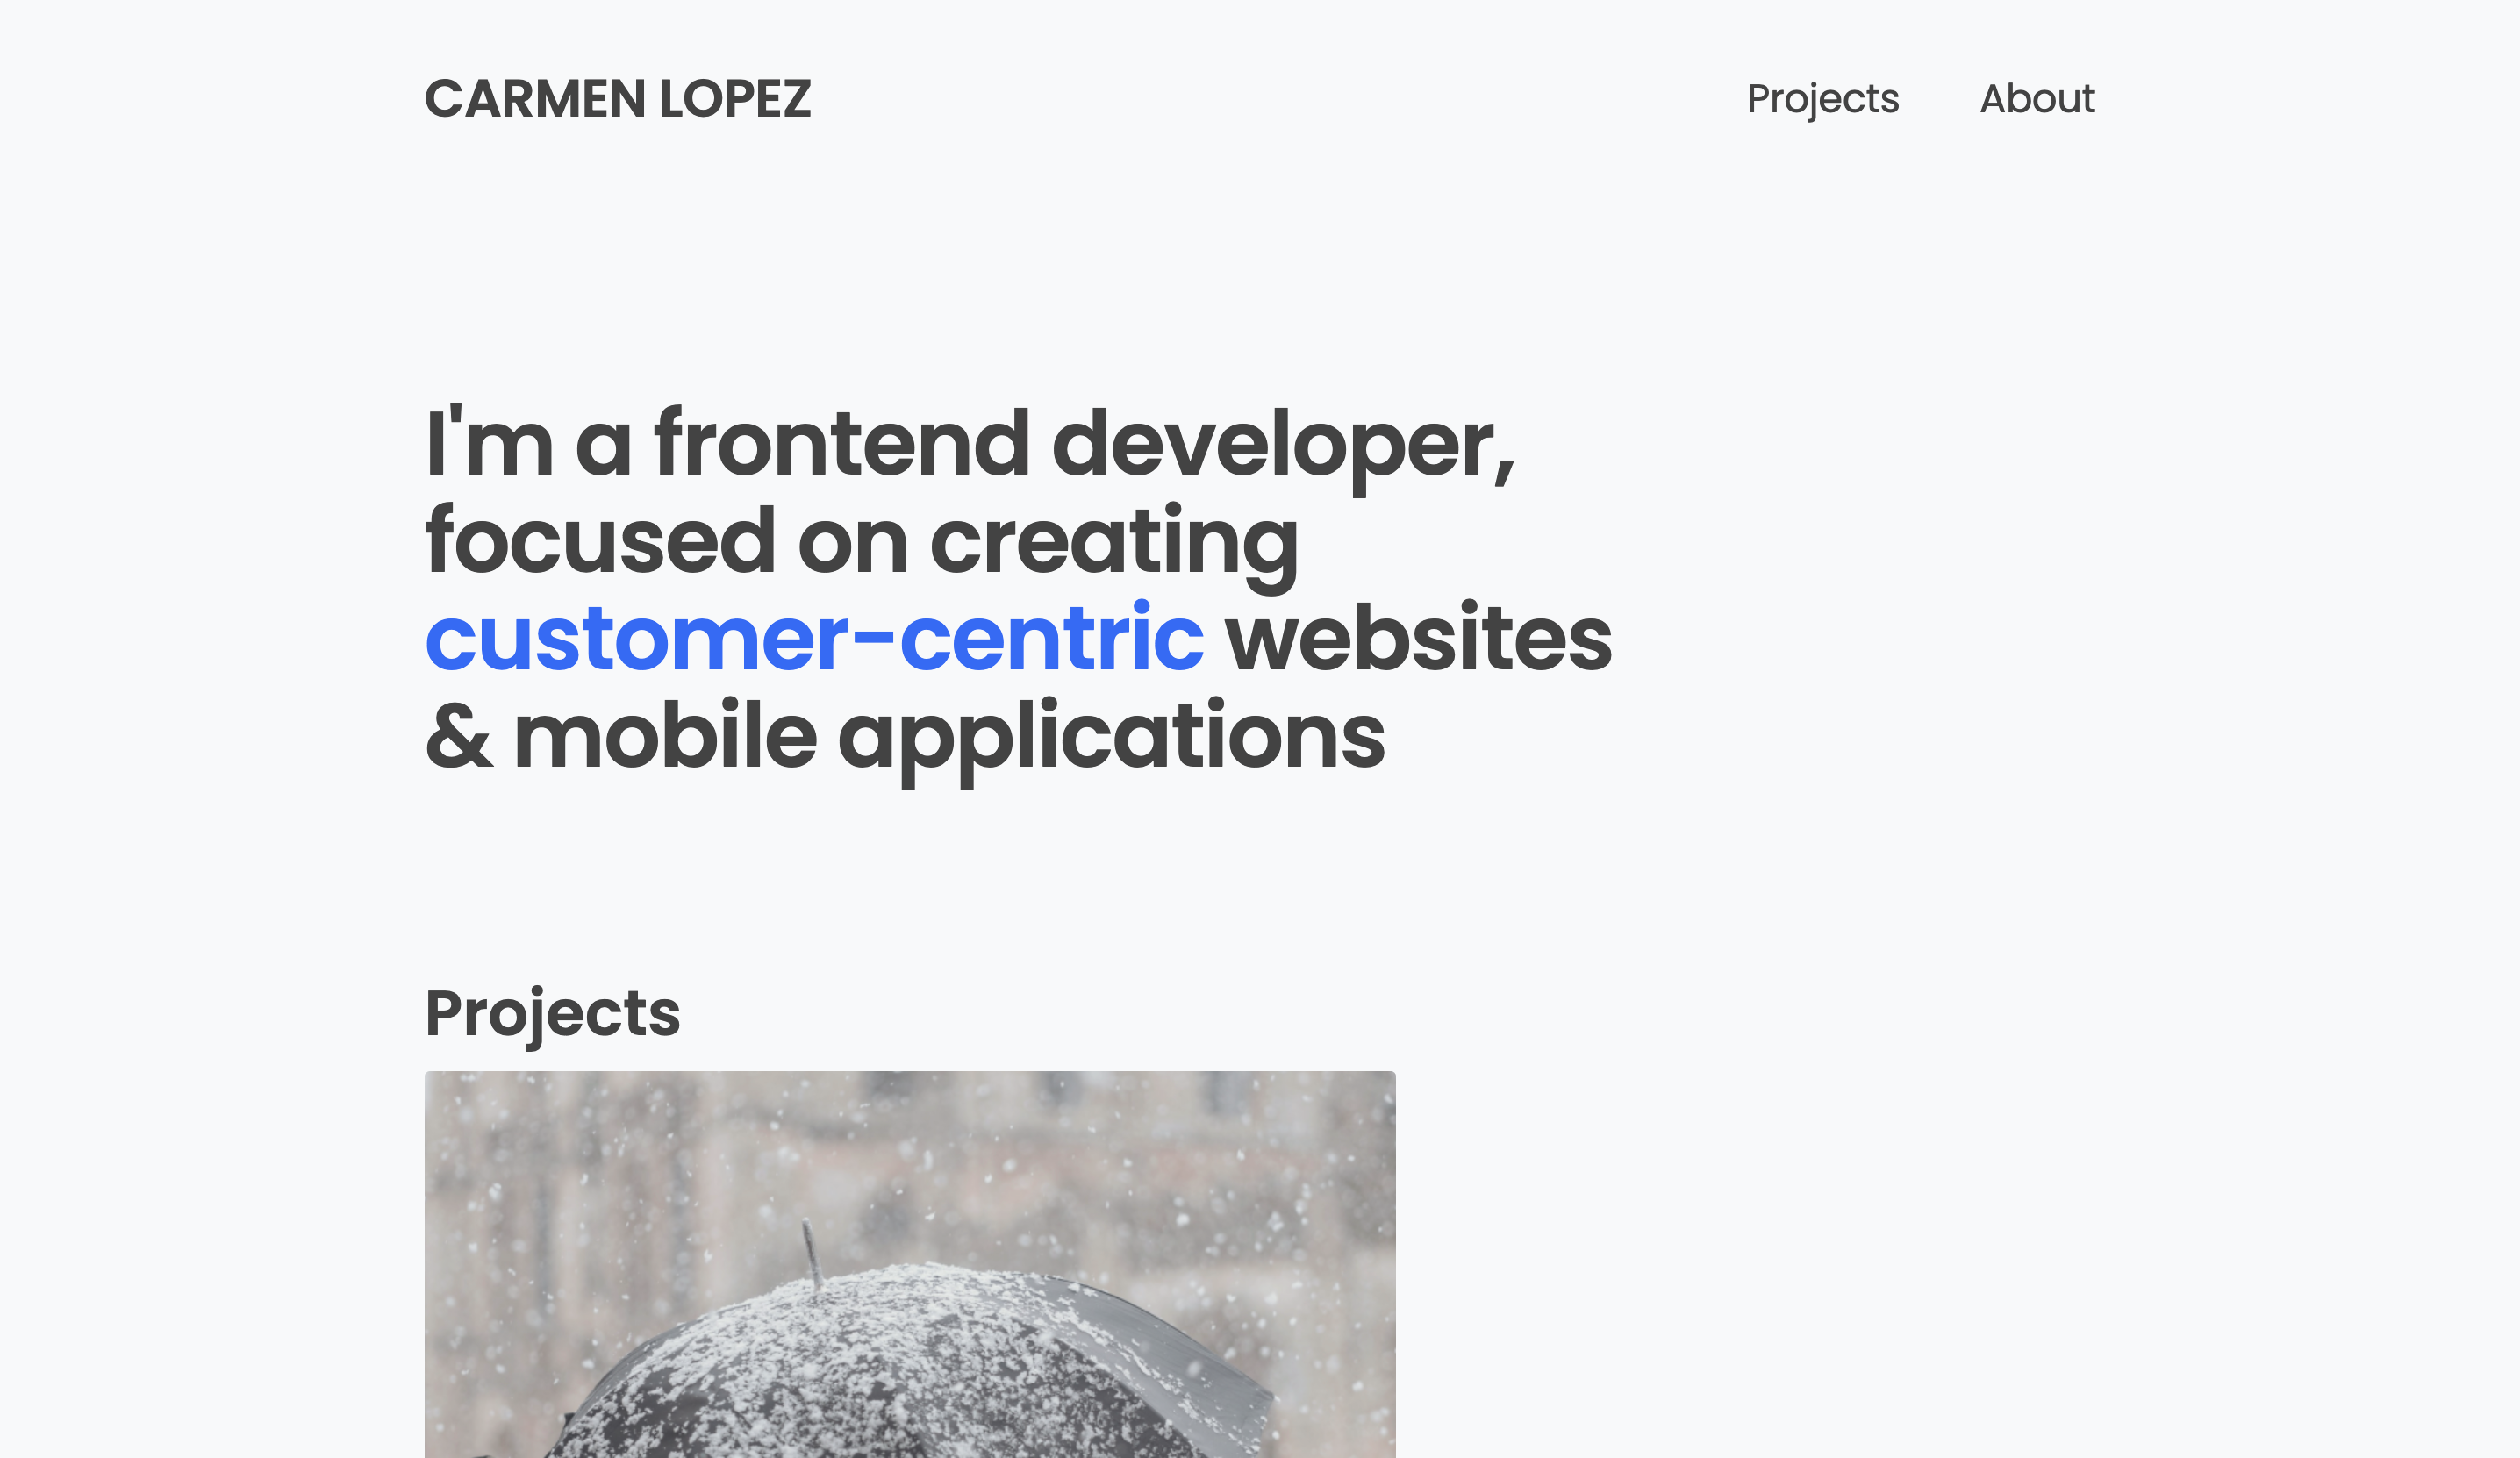 CARMEN LOPEZ
Projects
About
I'm a frontend developer,
focused on creating
customer-centric websites
& mobile applications
Projects